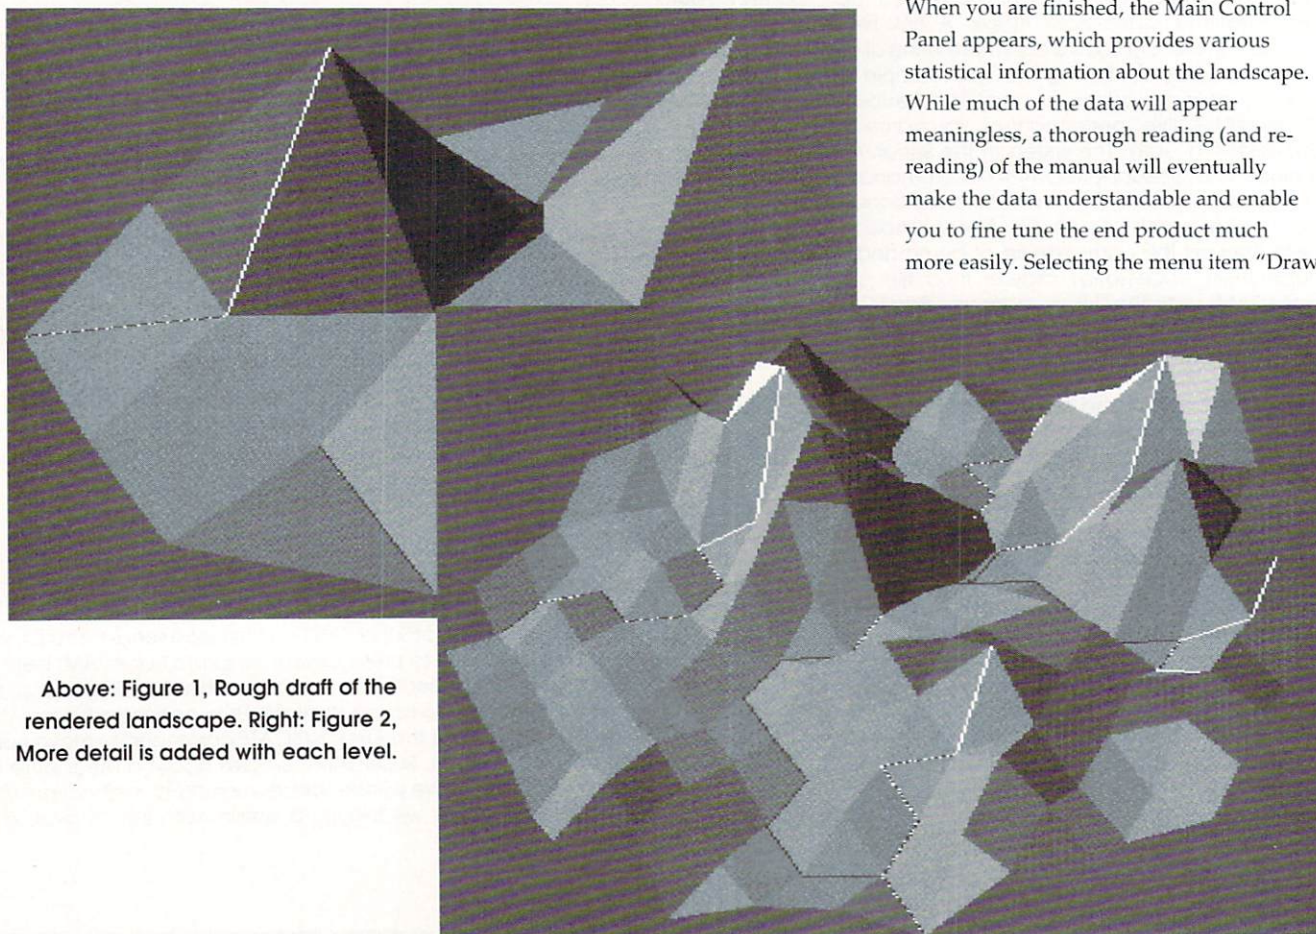 When you are finished, the Main Control
Panel appears, which provides various
statistical information about the landscape.
While much of the data will appear
meaningless, a thorough reading (and re-
reading) of the manual will eventually
make the data understandable and enable
you to fine tune the end product much
more easily. Selecting the menu item "Draw
Above: Figure 1, Rough draft of the
rendered landscape. Right: Figure 2,
More detail is added with each level.